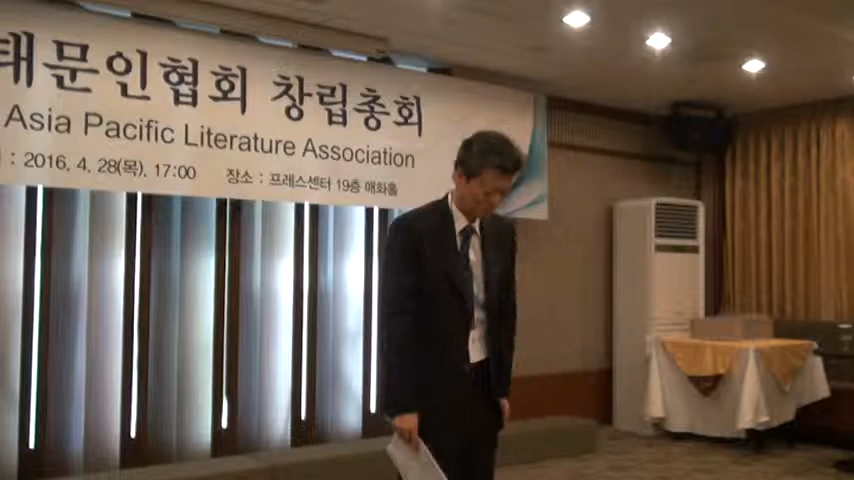 태문인협회 창립총회
Asia Pacific Literature Association
: 2016. 4. 28(목). 17:00 장소 : 프레스센터 19층 매화홀